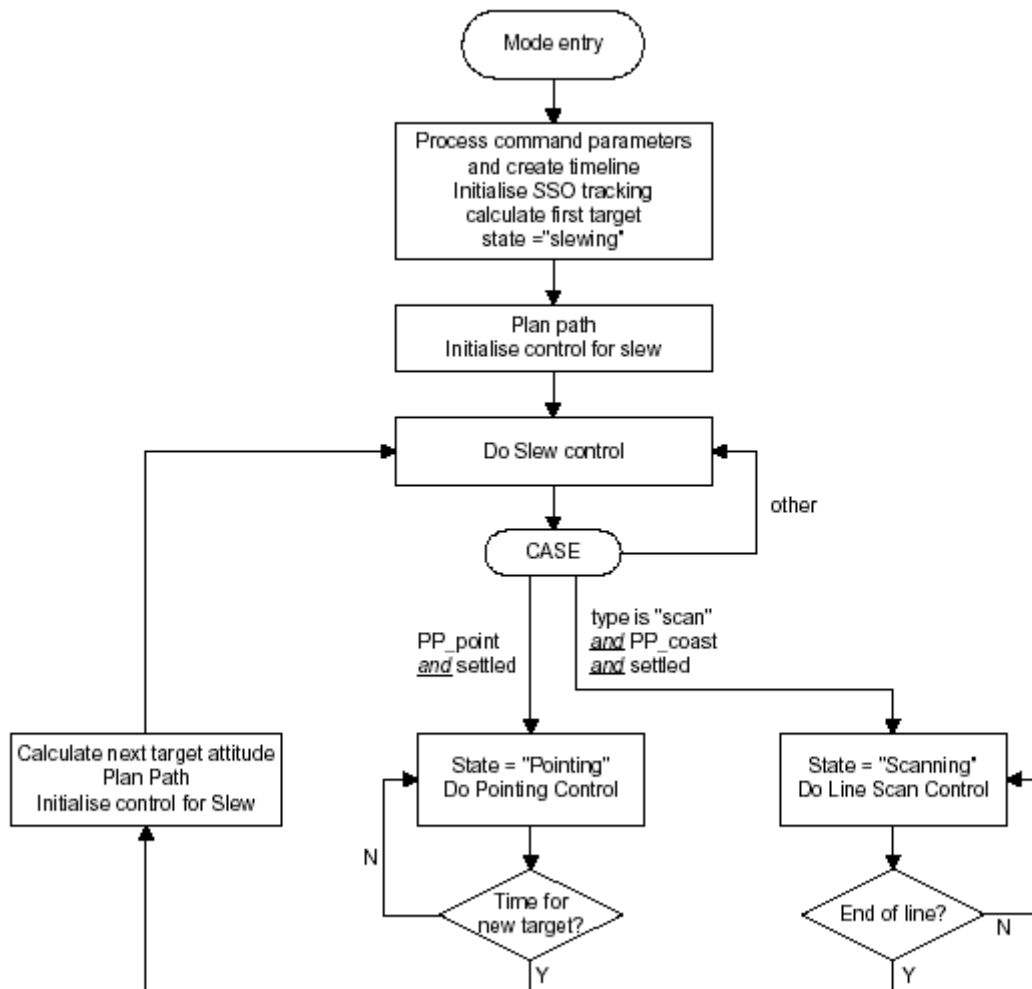 Mode entry
Process command parameters
and create timeline
Initialise SSO tracking
calculate first target
state ="slewing"
Plan path
Initialise control for slew
Do Slew control
other
CASE
PP_point
and settled
type is "scan"
and PP_coast
and settled
Calculate next target attitude
Plan Path
Initialise control for Slew
State = "Pointing"
Do Pointing Control
State = "Scanning"
Do Line Scan Control
N
Time for
new target?
Y
End of line?
N
Y